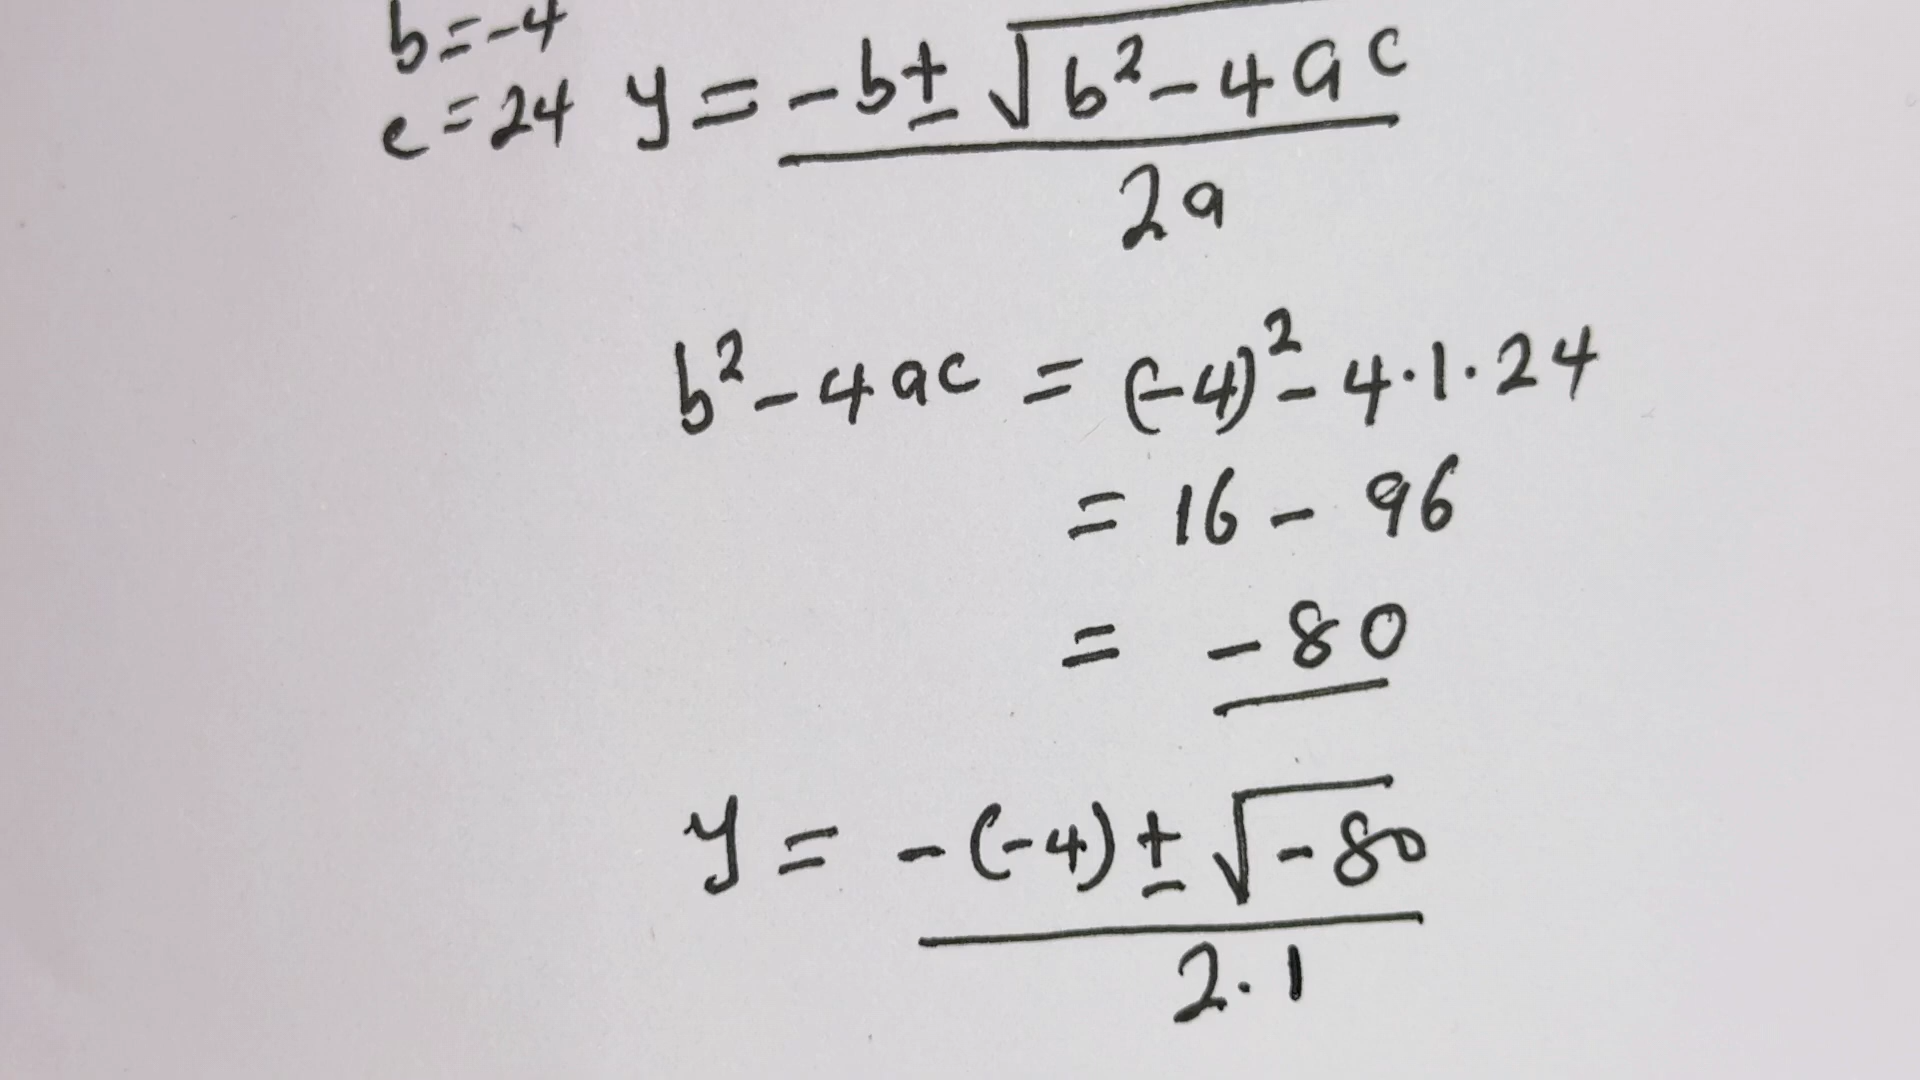 b=-4
c=24 y = -b ± √b² - 4ac
2a
b² - 4ac = (-4)² - 4·1·24
= 16 - 96
= -80
y = -(-4) ± √-80
2·1